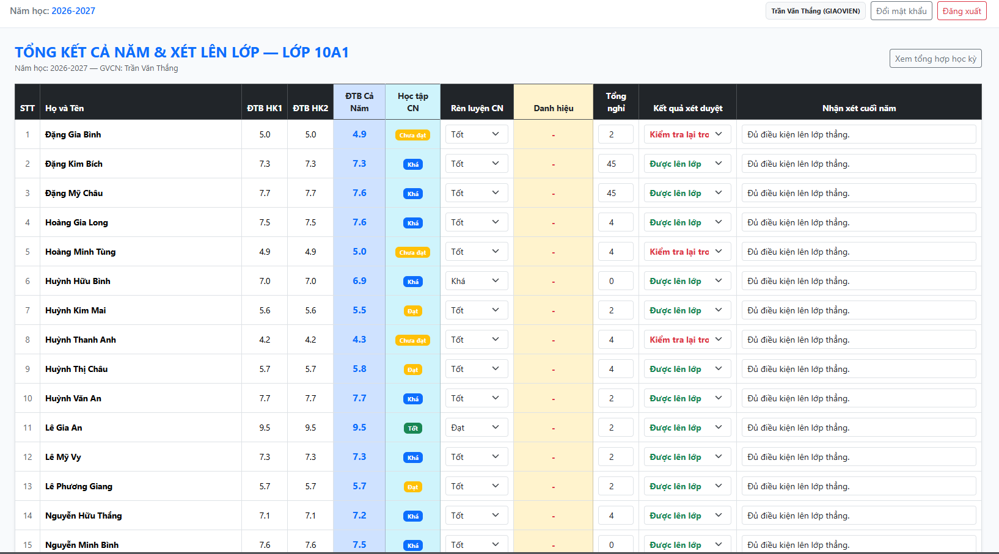 Năm học: 2026-2027
Trần Văn Thắng (GIAOVIEN) Đổi mật khẩu Đăng xuất
TỔNG KẾT CẢ NĂM & XÉT LÊN LỚP — LỚP 10A1
Năm học: 2026-2027 — GVCN: Trần Văn Thắng
Xem tổng hợp học kỳ
STT Họ và Tên ĐTB HK1 ĐTB HK2 ĐTB Cả Năm Học tập CN Rèn luyện CN Danh hiệu Tổng nghỉ Kết quả xét duyệt Nhận xét cuối năm
1 Đặng Gia Bình 5.0 5.0 4.9 Chưa đạt Tốt - 2 Kiểm tra lại tro Đủ điều kiện lên lớp thẳng.
2 Đặng Kim Bích 7.3 7.3 7.3 Khá Tốt - 45 Được lên lớp Đủ điều kiện lên lớp thẳng.
3 Đặng Mỹ Châu 7.7 7.7 7.6 Khá Tốt - 45 Được lên lớp Đủ điều kiện lên lớp thẳng.
4 Hoàng Gia Long 7.5 7.5 7.6 Khá Tốt - 4 Được lên lớp Đủ điều kiện lên lớp thẳng.
5 Hoàng Minh Tùng 4.9 4.9 5.0 Chưa đạt Tốt - 4 Kiểm tra lại tro Đủ điều kiện lên lớp thẳng.
6 Huỳnh Hữu Bình 7.0 7.0 6.9 Khá Khá - 0 Được lên lớp Đủ điều kiện lên lớp thẳng.
7 Huỳnh Kim Mai 5.6 5.6 5.5 Đạt Tốt - 2 Được lên lớp Đủ điều kiện lên lớp thẳng.
8 Huỳnh Thanh Anh 4.2 4.2 4.3 Chưa đạt Tốt - 4 Kiểm tra lại tro Đủ điều kiện lên lớp thẳng.
9 Huỳnh Thị Châu 5.7 5.7 5.8 Đạt Tốt - 4 Được lên lớp Đủ điều kiện lên lớp thẳng.
10 Huỳnh Văn An 7.7 7.7 7.7 Khá Tốt - 2 Được lên lớp Đủ điều kiện lên lớp thẳng.
11 Lê Gia An 9.5 9.5 9.5 Tốt Đạt - 2 Được lên lớp Đủ điều kiện lên lớp thẳng.
12 Lê Mỹ Vy 7.3 7.3 7.3 Khá Tốt - 2 Được lên lớp Đủ điều kiện lên lớp thẳng.
13 Lê Phương Giang 5.7 5.7 5.7 Đạt Tốt - 2 Được lên lớp Đủ điều kiện lên lớp thẳng.
14 Nguyễn Hữu Thắng 7.1 7.1 7.2 Khá Tốt - 4 Được lên lớp Đủ điều kiện lên lớp thẳng.
15 Nguyễn Minh Bình 7.6 7.6 7.5 Khá Tốt - 0 Được lên lớp Đủ điều kiện lên lớp thẳng.